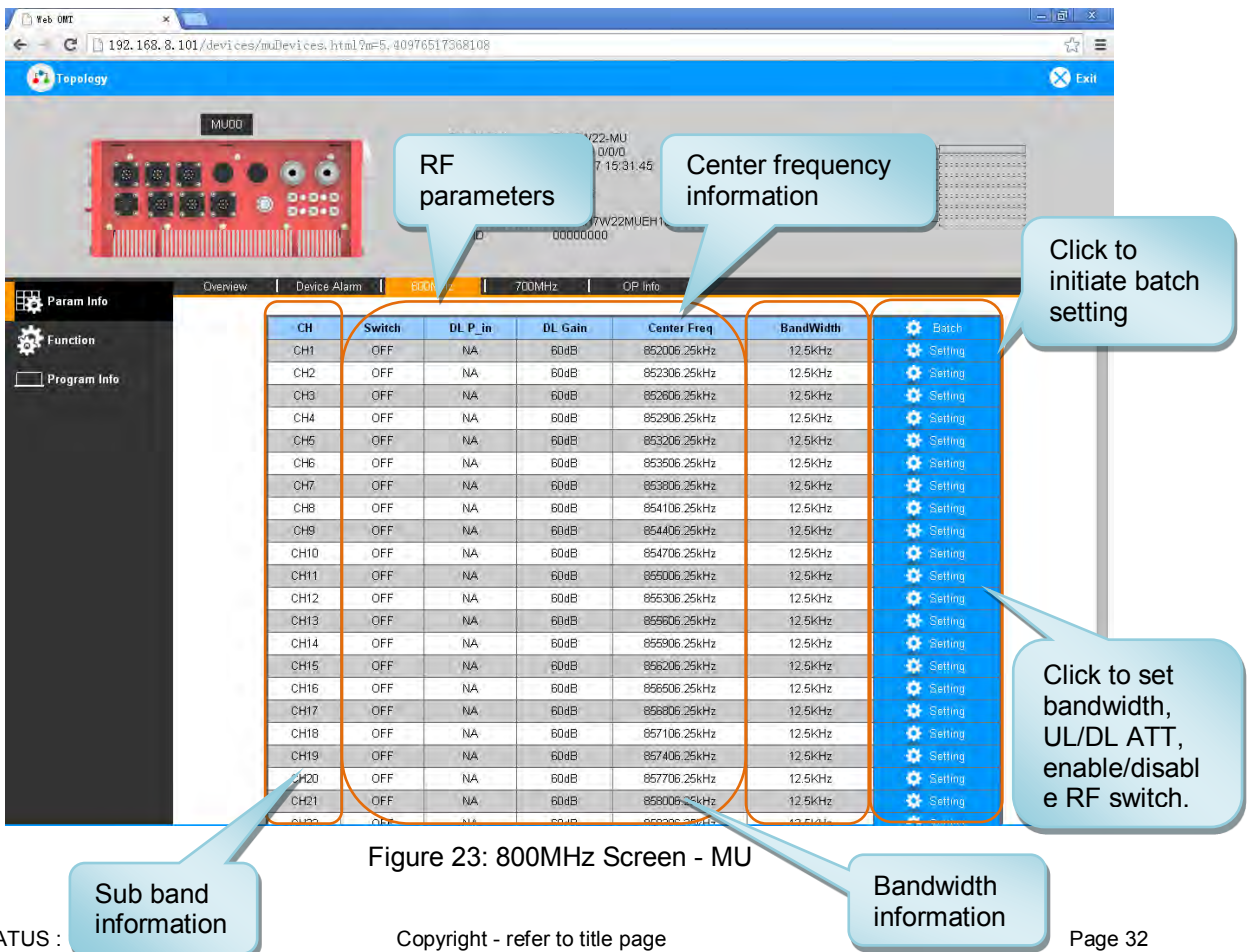 Web OMT
192.168.8.101/devices/muDevices.html?m=5.40976517368108
Topology
Exit
MU00
RF
parameters
Center frequency
information
15:31:45
00000000
Click to
initiate batch
setting
Param Info
Function
Program Info
Overview | Device Alarm | | 700MHz | OP Info
CH Switch DL P_in DL Gain Center Freq BandWidth Batch
CH1 OFF NA 60dB 852006.25kHz 12.5KHz Setting
CH2 OFF NA 60dB 852306.25kHz 12.5KHz Setting
CH3 OFF NA 60dB 852606.25kHz 12.5KHz Setting
CH4 OFF NA 60dB 852906.25kHz 12.5KHz Setting
CH5 OFF NA 60dB 853206.25kHz 12.5KHz Setting
CH6 OFF NA 60dB 853506.25kHz 12.5KHz Setting
CH7 OFF NA 60dB 853806.25kHz 12.5KHz Setting
CH8 OFF NA 60dB 854106.25kHz 12.5KHz Setting
CH9 OFF NA 60dB 854406.25kHz 12.5KHz Setting
CH10 OFF NA 60dB 854706.25kHz 12.5KHz Setting
CH11 OFF NA 60dB 855006.25kHz 12.5KHz Setting
CH12 OFF NA 60dB 855306.25kHz 12.5KHz Setting
CH13 OFF NA 60dB 855606.25kHz 12.5KHz Setting
CH14 OFF NA 60dB 855906.25kHz 12.5KHz Setting
CH15 OFF NA 60dB 856206.25kHz 12.5KHz Setting
CH16 OFF NA 60dB 856506.25kHz 12.5KHz Setting
CH17 OFF NA 60dB 856806.25kHz 12.5KHz Setting
CH18 OFF NA 60dB 857106.25kHz 12.5KHz Setting
CH19 OFF NA 60dB 857406.25kHz 12.5KHz Setting
CH20 OFF NA 60dB 857706.25kHz 12.5KHz Setting
CH21 OFF NA 60dB 858006.25kHz 12.5KHz Setting
Click to set
bandwidth,
UL/DL ATT,
enable/disabl
e RF switch.
Figure 23: 800MHz Screen - MU
Sub band
information
Bandwidth
information
ATUS :
Copyright - refer to title page
Page 32